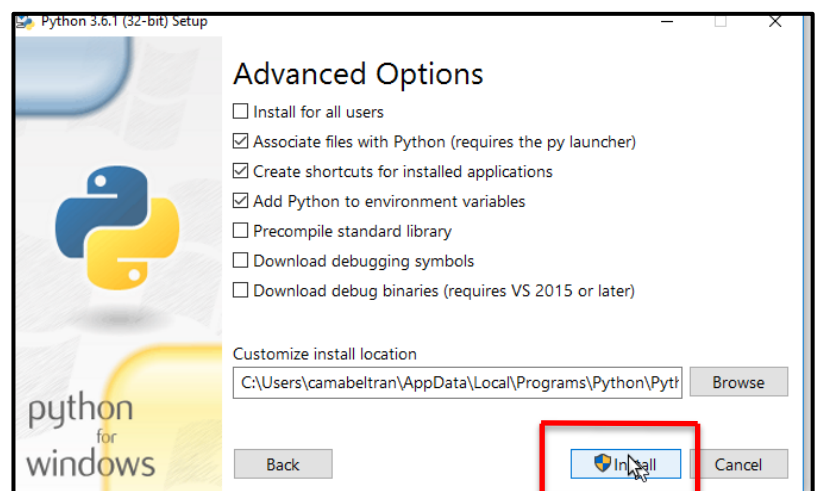 Python 3.6.1 (32-bit) Setup
Advanced Options
Install for all users
Associate files with Python (requires the py launcher)
Create shortcuts for installed applications
Add Python to environment variables
Precompile standard library
Download debugging symbols
Download debug binaries (requires VS 2015 or later)
Customize install location
C:\Users\camabeltran\AppData\Local\Programs\Python\Pyth
Browse
python
for
windows
Back
Install
Cancel